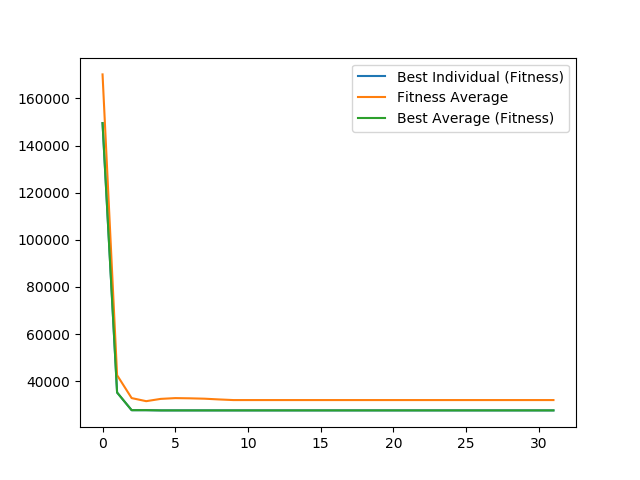 Best Individual (Fitness)
Fitness Average
Best Average (Fitness)
160000
140000
120000
100000
80000
60000
40000
0 5 10 15 20 25 30